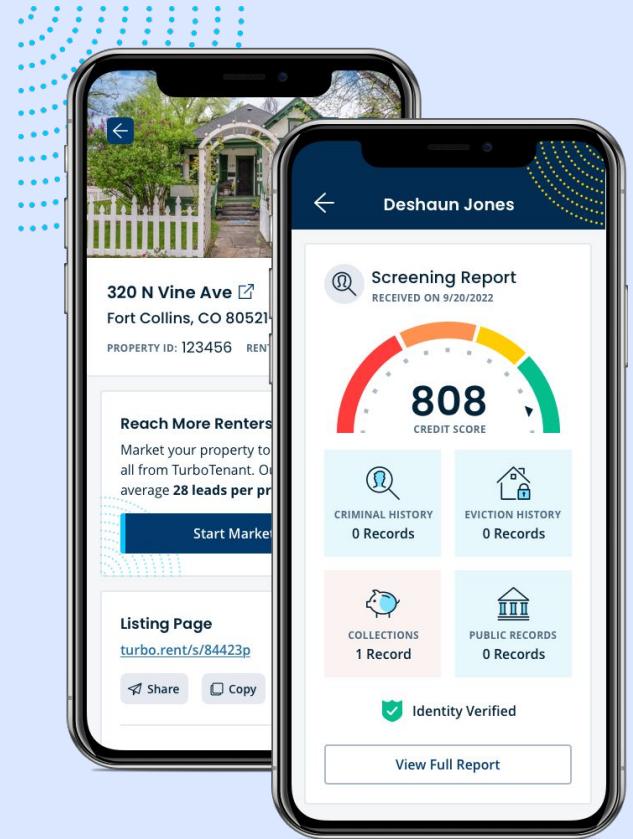 320 N Vine Ave
Fort Collins, CO 80521
PROPERTY ID: 123456
Reach More Renters
Market your property to
all from TurboTenant.
average 28 leads per
Start
Listing Page
turbo.rent/s/84423p
Share
Copy
Deshaun Jones
Screening Report
RECEIVED ON 9/20/2022
808
CREDIT SCORE
CRIMINAL HISTORY
0 Records
EVICTION HISTORY
0 Records
COLLECTIONS
1 Record
PUBLIC RECORDS
0 Records
Identity Verified
View Full Report